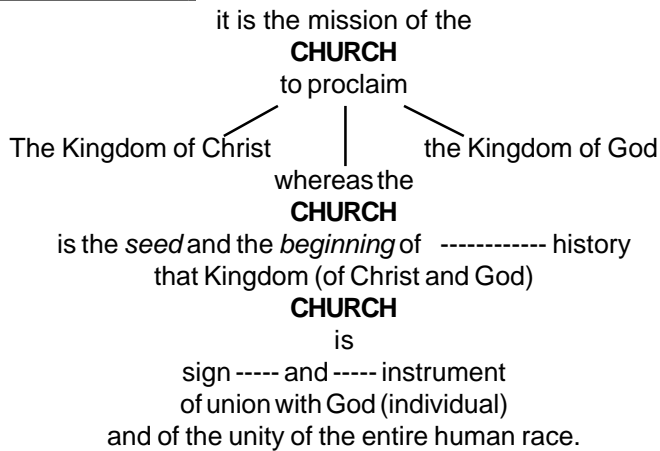 it is the mission of the
CHURCH
to proclaim
The Kingdom of Christ the Kingdom of God
whereas the
CHURCH
is the seed and the beginning of ------------ history
that Kingdom (of Christ and God)
CHURCH
is
sign ----- and ----- instrument
of union with God (individual)
and of the unity of the entire human race.